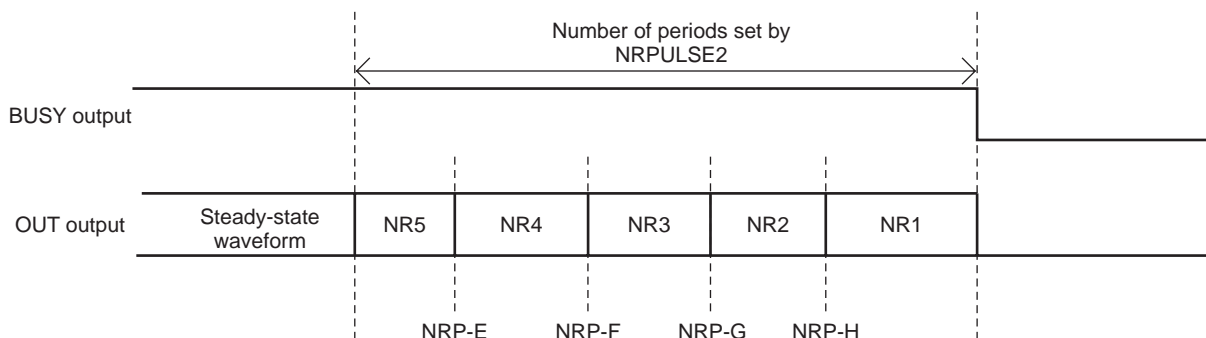 Number of periods set by
NRPULSE2
BUSY output
OUT output
Steady-state
waveform
NR5
NR4
NR3
NR2
NR1
NRP-E
NRP-F
NRP-G
NRP-H